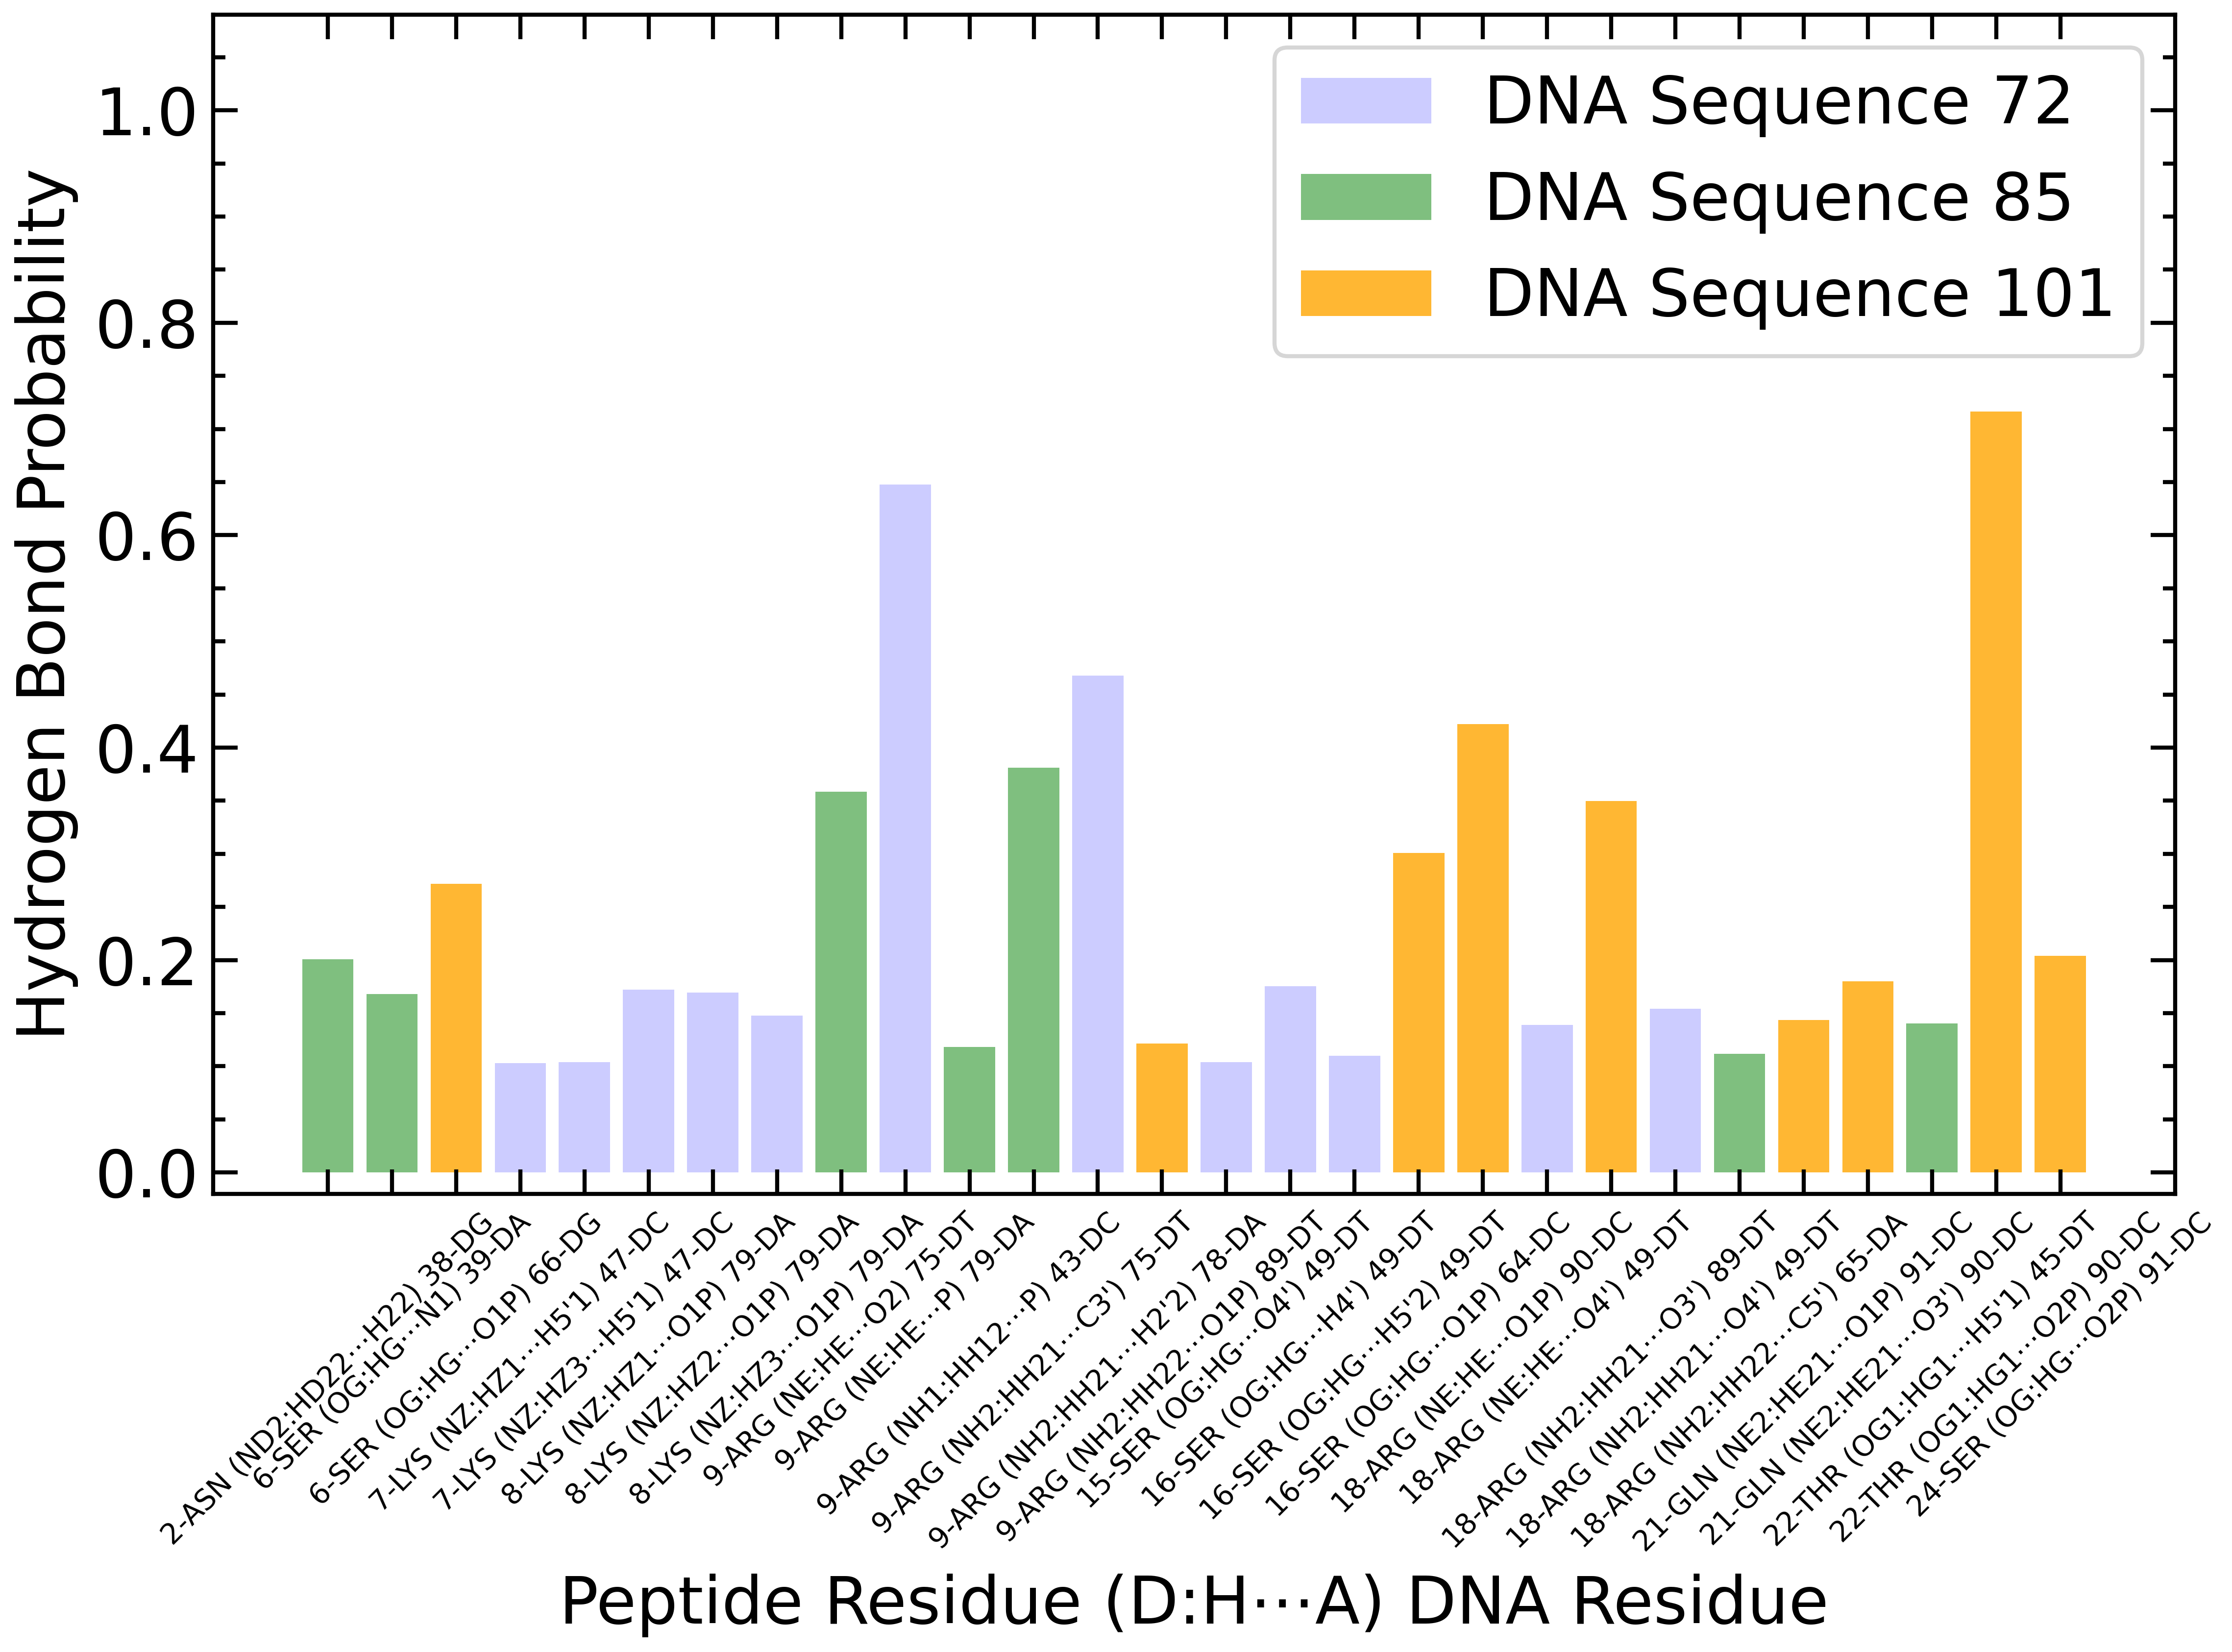 DNA Sequence 72
DNA Sequence 85
DNA Sequence 101
Hydrogen Bond Probability
1.0
0.8
0.6
0.4
0.2
0.0
2-ASN (ND2:HD22···H22) 38-DG
6-SER (OG:HG···N1) 39-DA
6-SER (OG:HG···O1P) 66-DG
7-LYS (NZ:HZ1···H5'1) 47-DC
7-LYS (NZ:HZ3···H5'1) 47-DC
8-LYS (NZ:HZ1···O1P) 79-DA
8-LYS (NZ:HZ2···O1P) 79-DA
8-LYS (NZ:HZ3···O1P) 79-DA
9-ARG (NE:HE···O2) 75-DT
9-ARG (NE:HE···P) 79-DA
9-ARG (NH1:HH12···P) 43-DC
9-ARG (NH2:HH21···C3') 75-DT
9-ARG (NH2:HH21···H2'2) 78-DA
9-ARG (NH2:HH22···O1P) 89-DT
15-SER (OG:HG···O4') 49-DT
16-SER (OG:HG···H4') 49-DT
16-SER (OG:HG···H5'2) 49-DT
16-SER (OG:HG···O1P) 64-DC
18-ARG (NE:HE···O1P) 90-DC
18-ARG (NE:HE···O4') 49-DT
18-ARG (NH2:HH21···O3') 89-DT
18-ARG (NH2:HH21···O4') 49-DT
18-ARG (NH2:HH22···C5') 65-DA
21-GLN (NE2:HE21···O1P) 91-DC
21-GLN (NE2:HE21···O3') 90-DC
22-THR (OG1:HG1···H5'1) 45-DT
22-THR (OG1:HG1···O2P) 90-DC
24-SER (OG:HG···O2P) 91-DC
Peptide Residue (D:H···A) DNA Residue